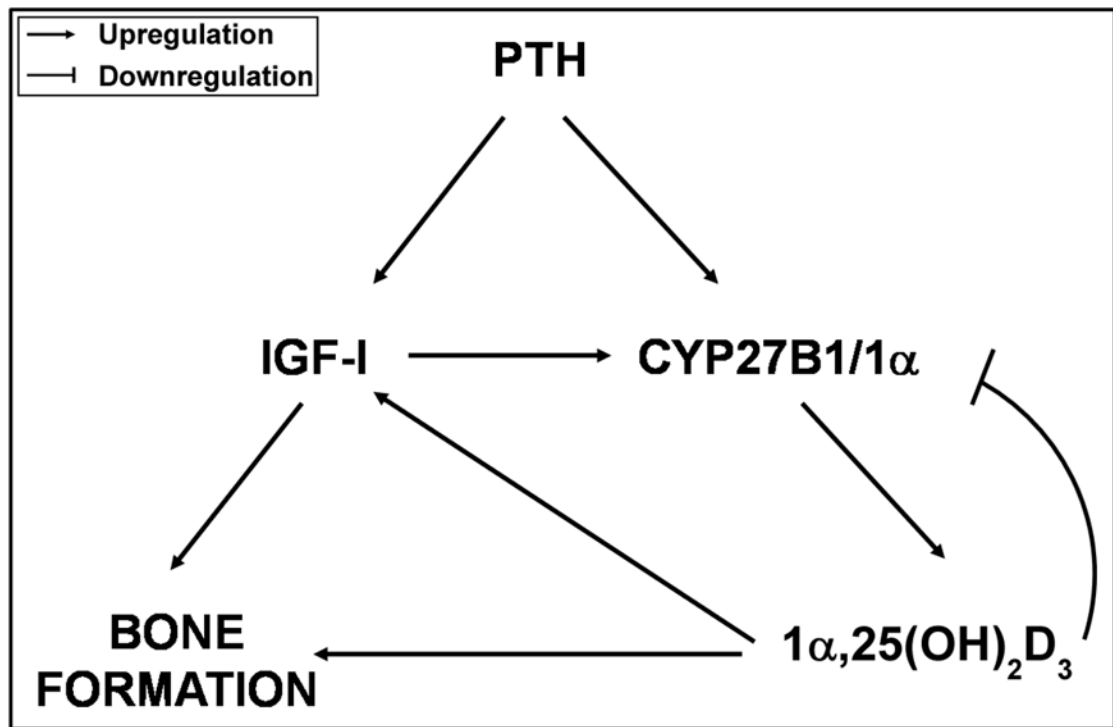 Upregulation
Downregulation
PTH
IGF-I
CYP27B1/1α
BONE
FORMATION
1α,25(OH)₂D₃